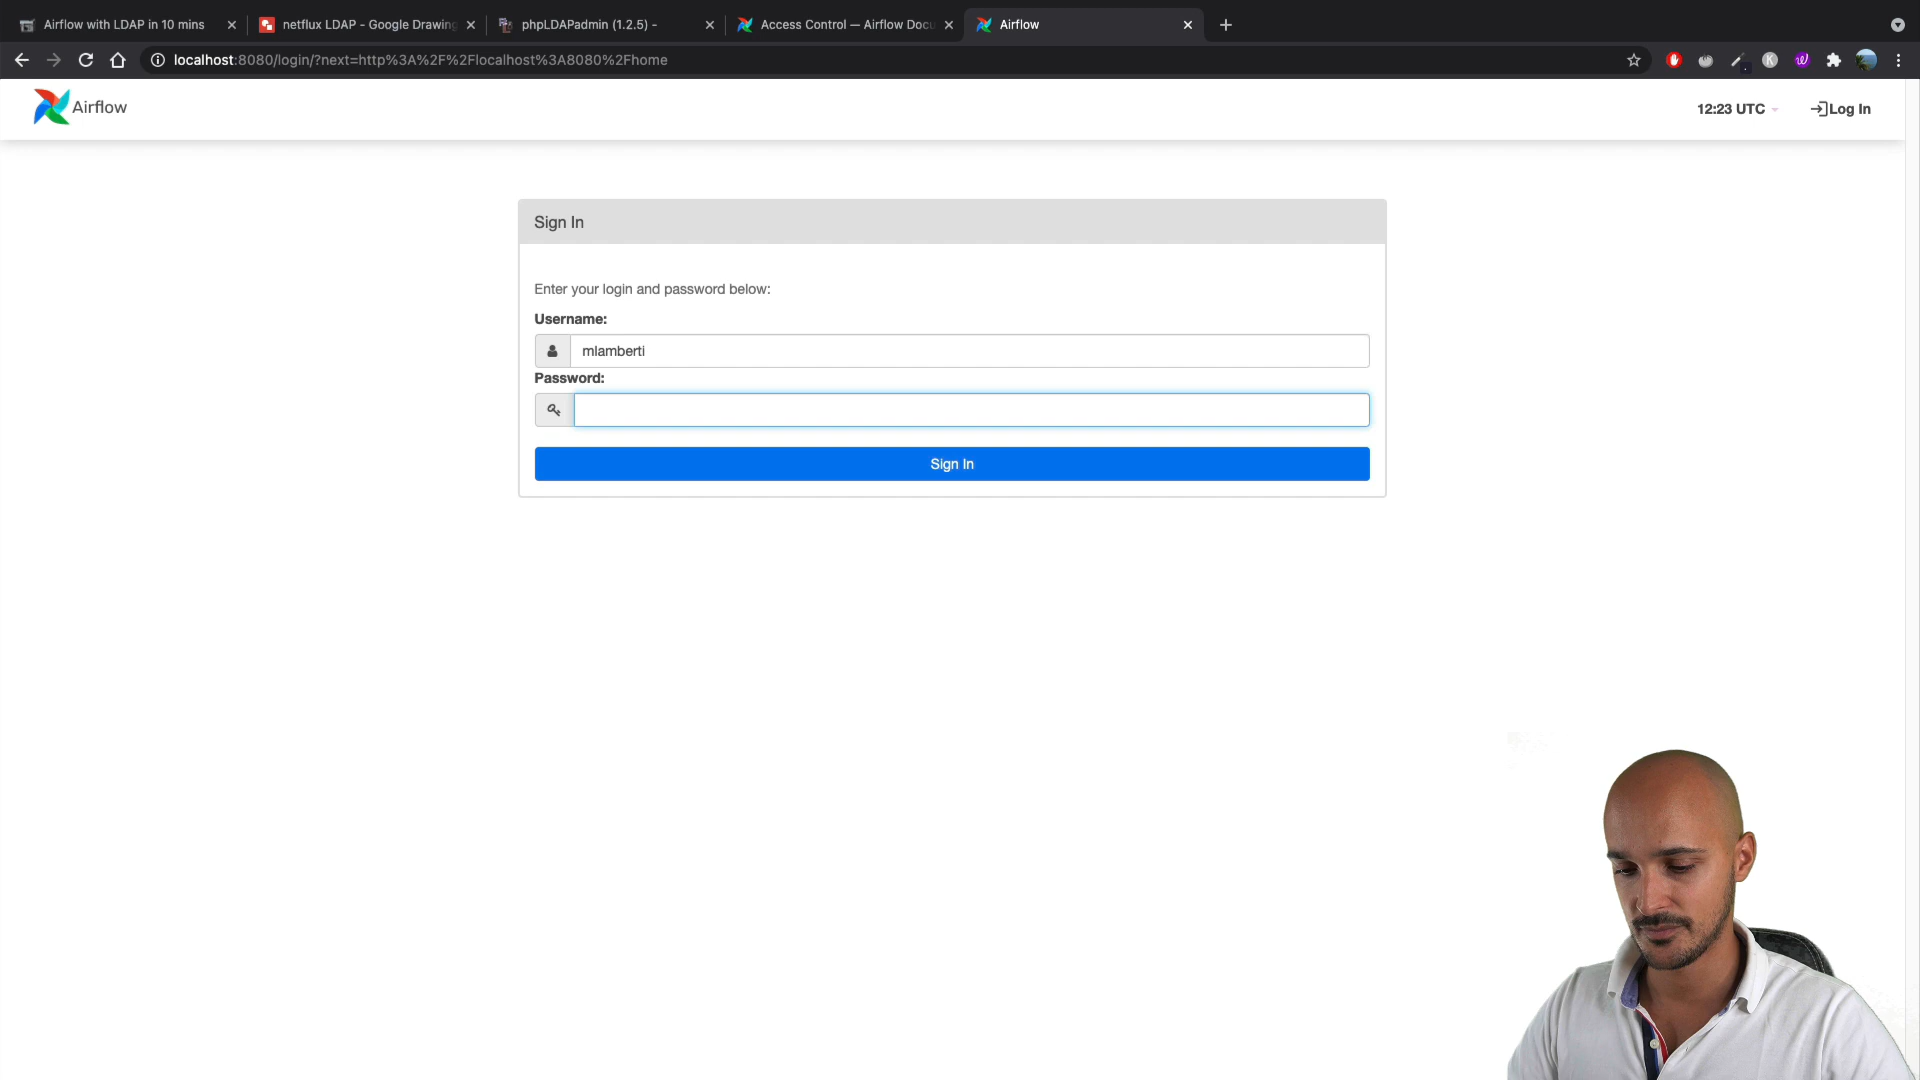 Airflow with LDAP in 10 mins
netflux LDAP - Google Drawing
phpLDAPadmin (1.2.5) -
Access Control — Airflow Docu
Airflow
localhost:8080/login/?next=http%3A%2F%2Flocalhost%3A8080%2Fhome
Airflow
12:23 UTC
Log In
Sign In
Enter your login and password below:
Username:
mlamberti
Password:
Sign In